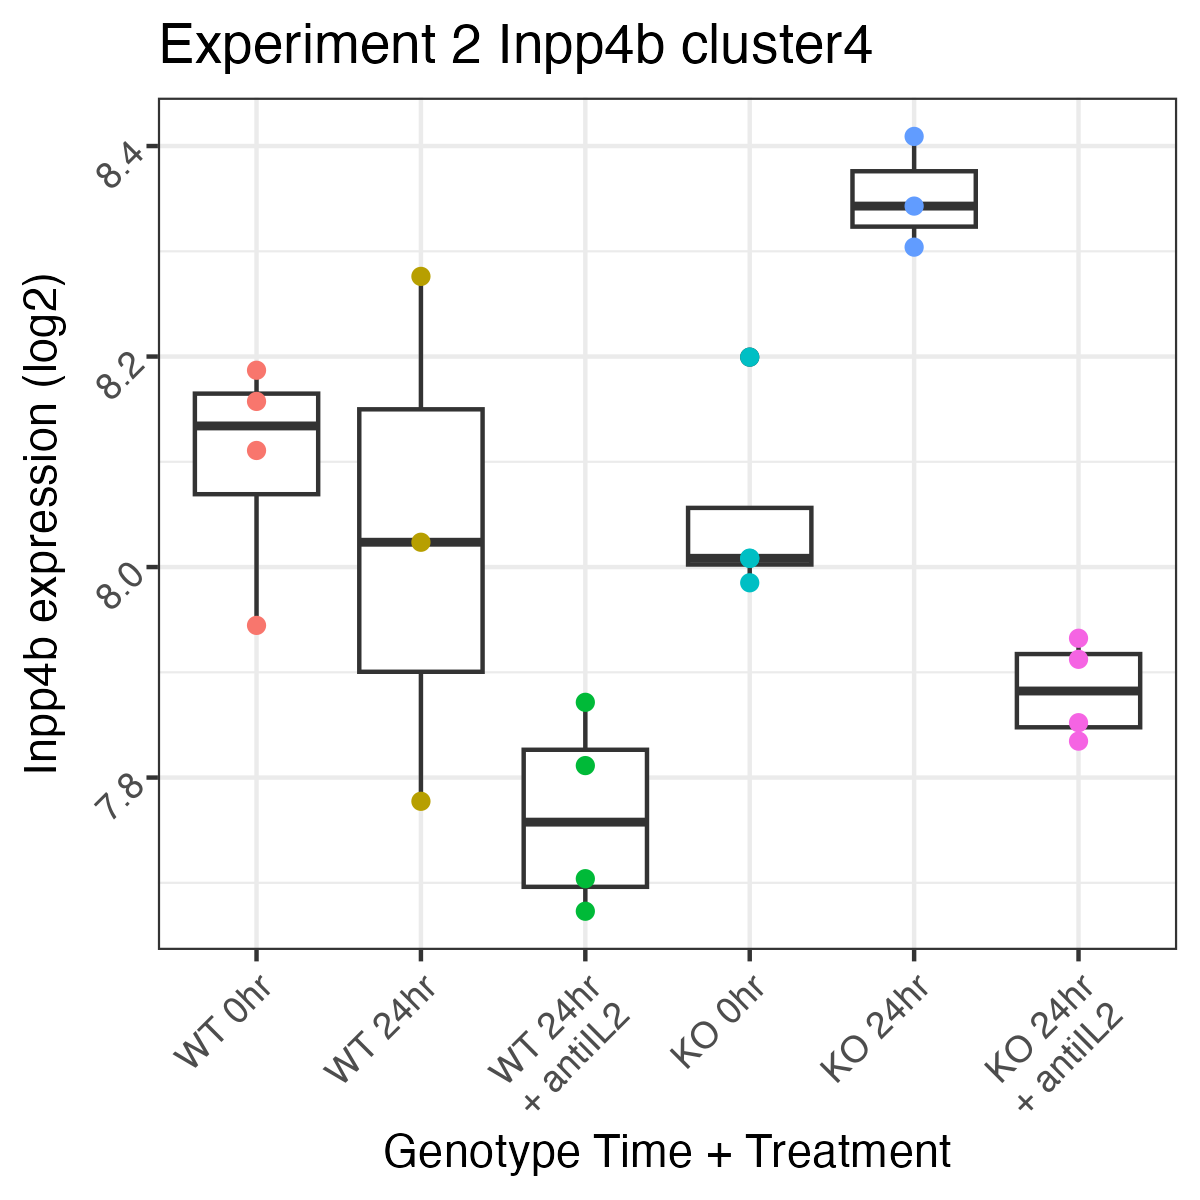 Experiment 2 Inpp4b cluster4
Inpp4b expression (log2)
8.4
8.2
8.0
7.8
WT 0hr
WT 24hr
WT 24hr
+ antiIL2
KO 0hr
KO 24hr
KO 24hr
+ antiIL2
Genotype Time + Treatment